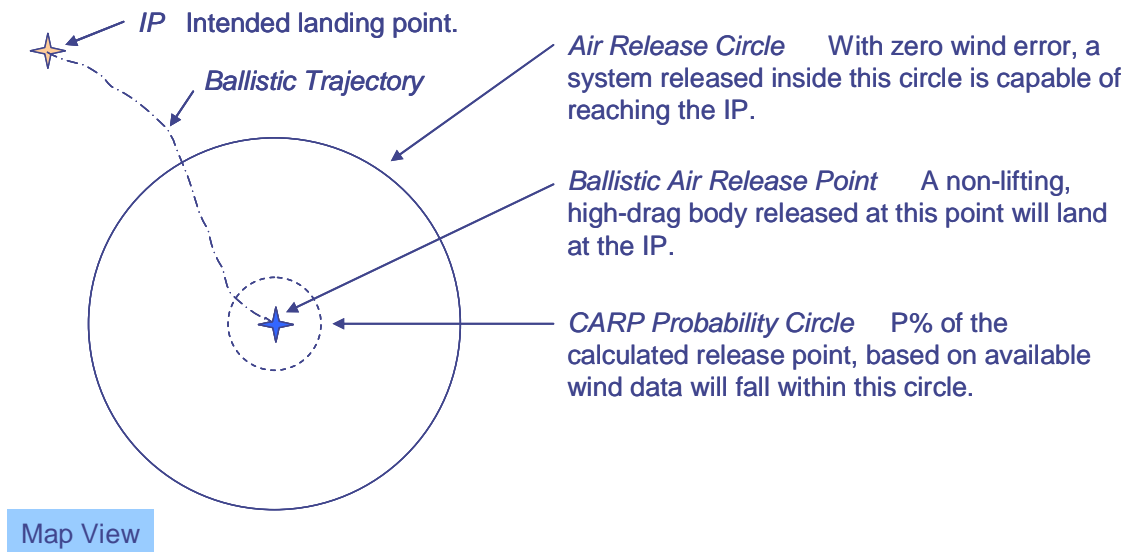 IP Intended landing point.
Ballistic Trajectory
Air Release Circle With zero wind error, a
system released inside this circle is capable of
reaching the IP.
Ballistic Air Release Point A non-lifting,
high-drag body released at this point will land
at the IP.
CARP Probability Circle P% of the
calculated release point, based on available
wind data will fall within this circle.
Map View